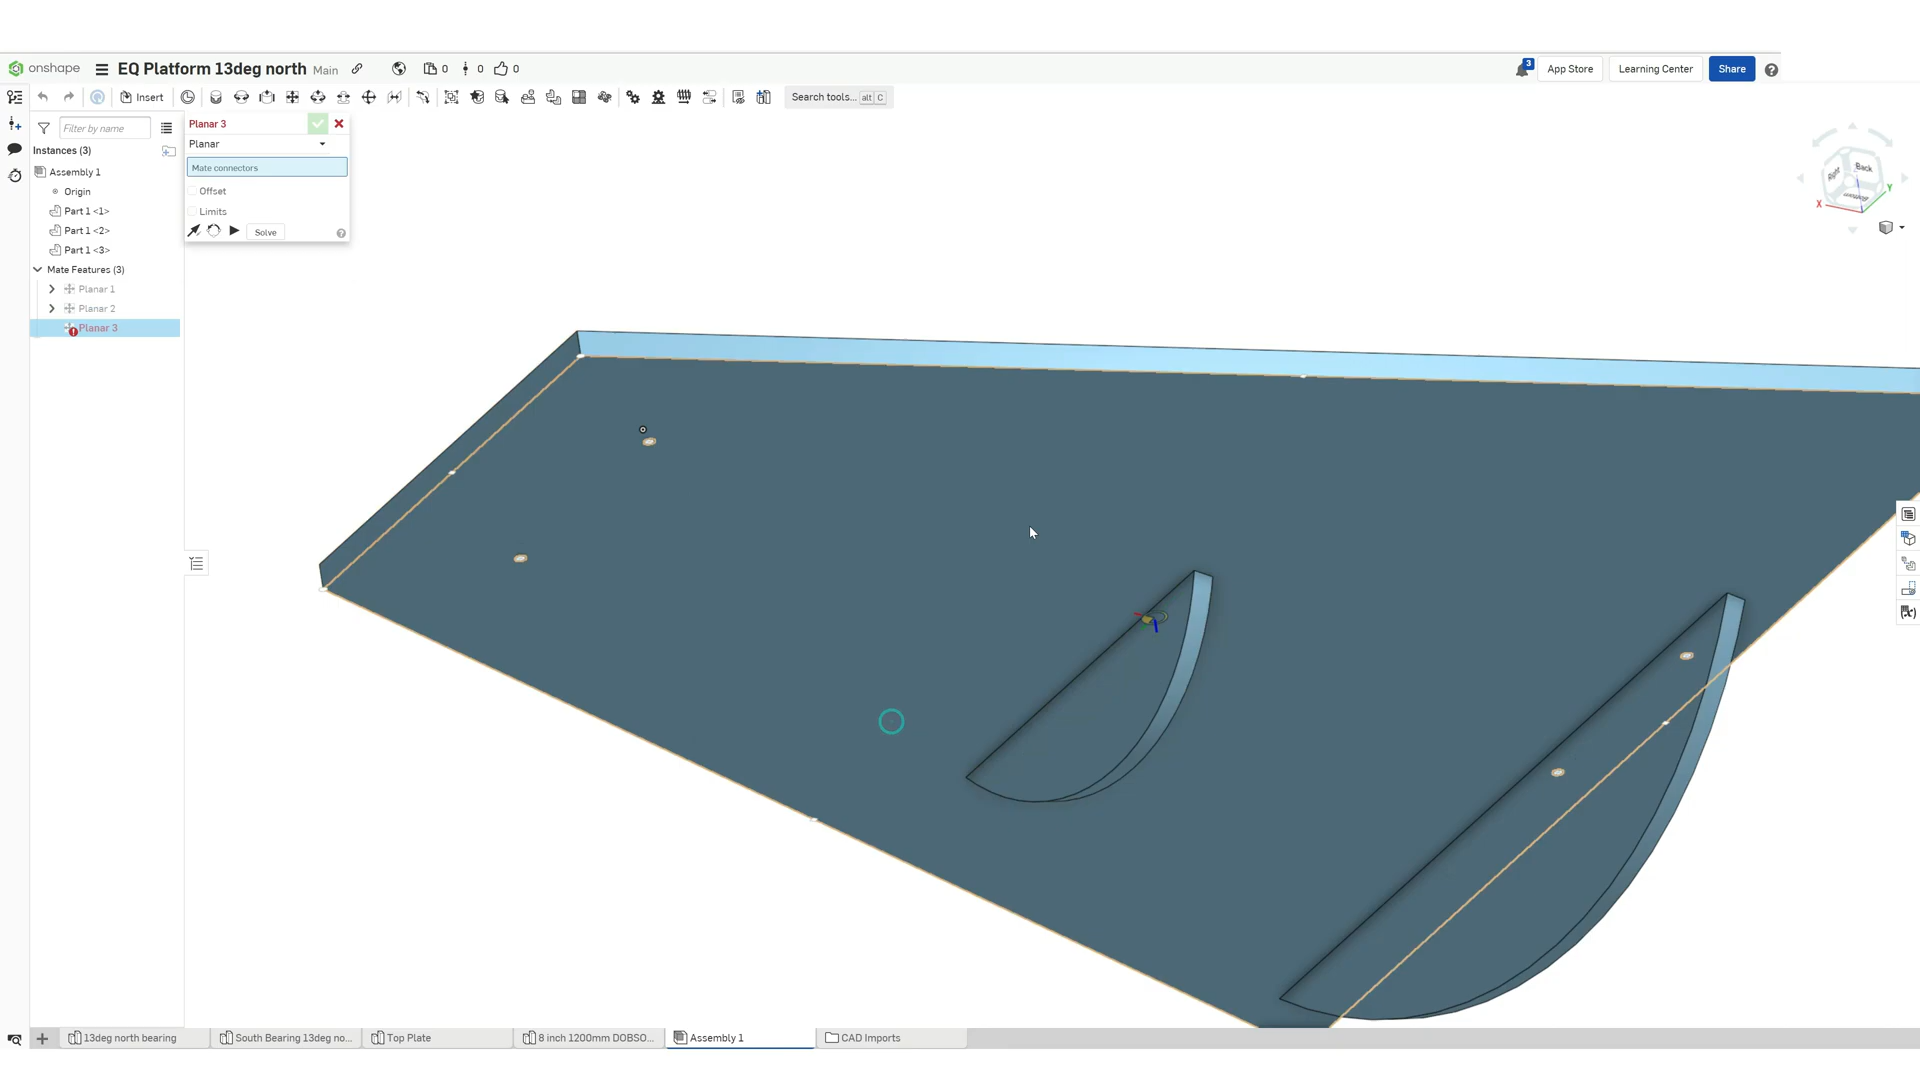 onshape
EQ Platform 13deg north Main
0
0
0
3
App Store
Learning Center
Share
Insert
Search tools... alt C
Filter by name
Instances (3)
Assembly 1
Origin
Part 1 <1>
Part 1 <2>
Part 1 <3>
Mate Features (3)
Planar 1
Planar 2
Planar 3
Planar 3
Planar
Mate connectors
Offset
Limits
Solve
Right
Back
X
Y
13deg north bearing
South Bearing 13deg no...
Top Plate
8 inch 1200mm DOBSO...
Assembly 1
CAD Imports